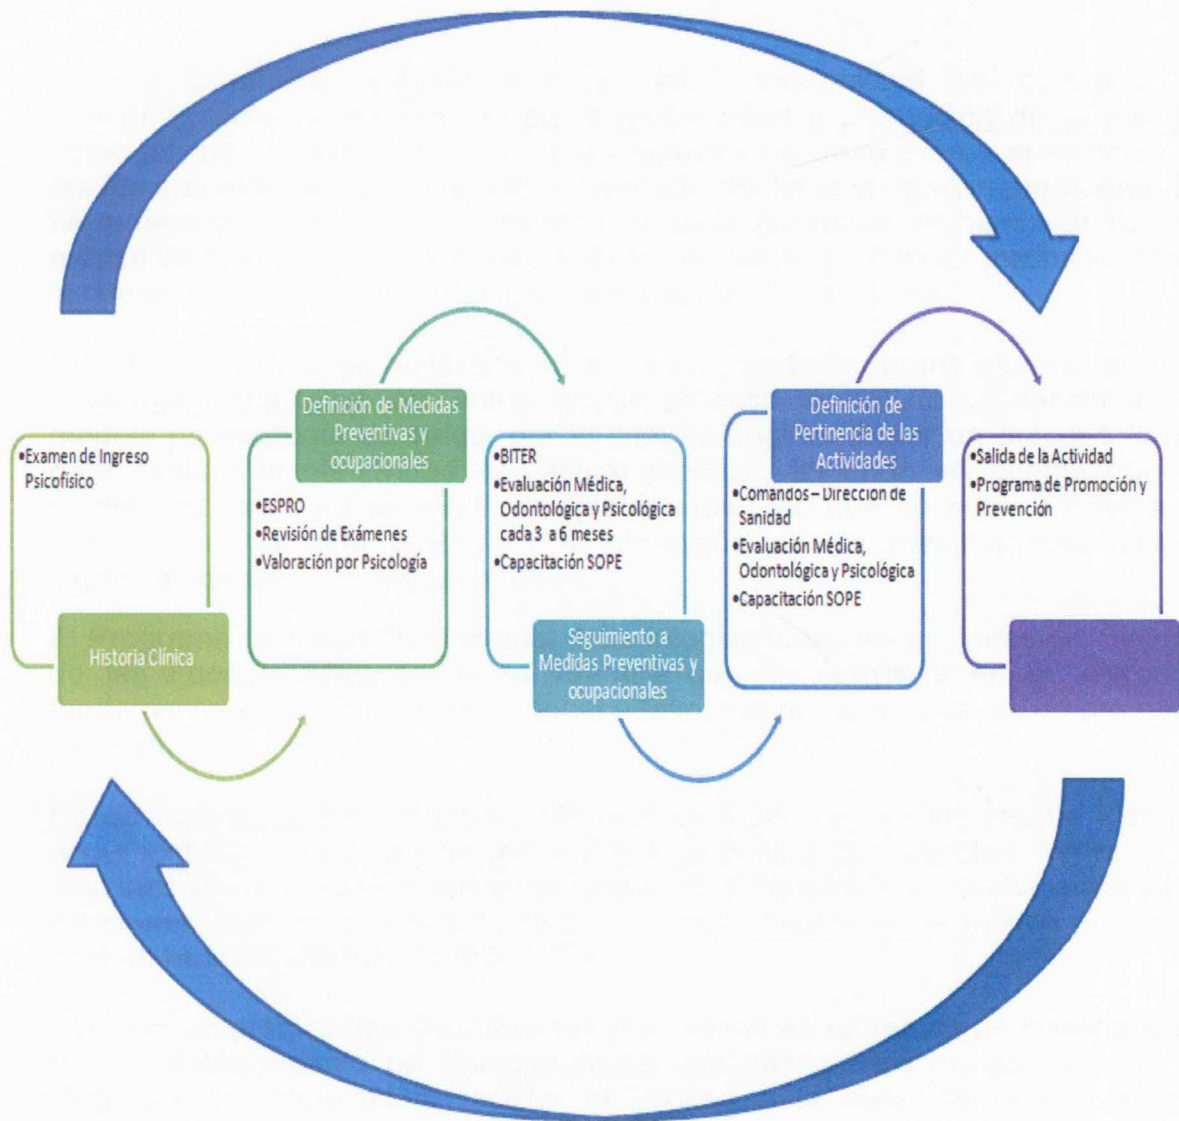 •Examen de Ingreso
Psicofísico
Historia Clínica
Definición de Medidas
Preventivas y
ocupacionales
•ESPRO
•Revisión de Exámenes
•Valoración por Psicología
•BITER
•Evaluación Médica,
Odontológica y Psicológica
cada 3 a 6 meses
•Capacitación SOPE
Seguimiento a
Medidas Preventivas y
ocupacionales
Definición de
Pertinencia de las
Actividades
•Comandos – Dirección de
Sanidad
•Evaluación Médica,
Odontológica y Psicológica
•Capacitación SOPE
•Salida de la Actividad
•Programa de Promoción y
Prevención